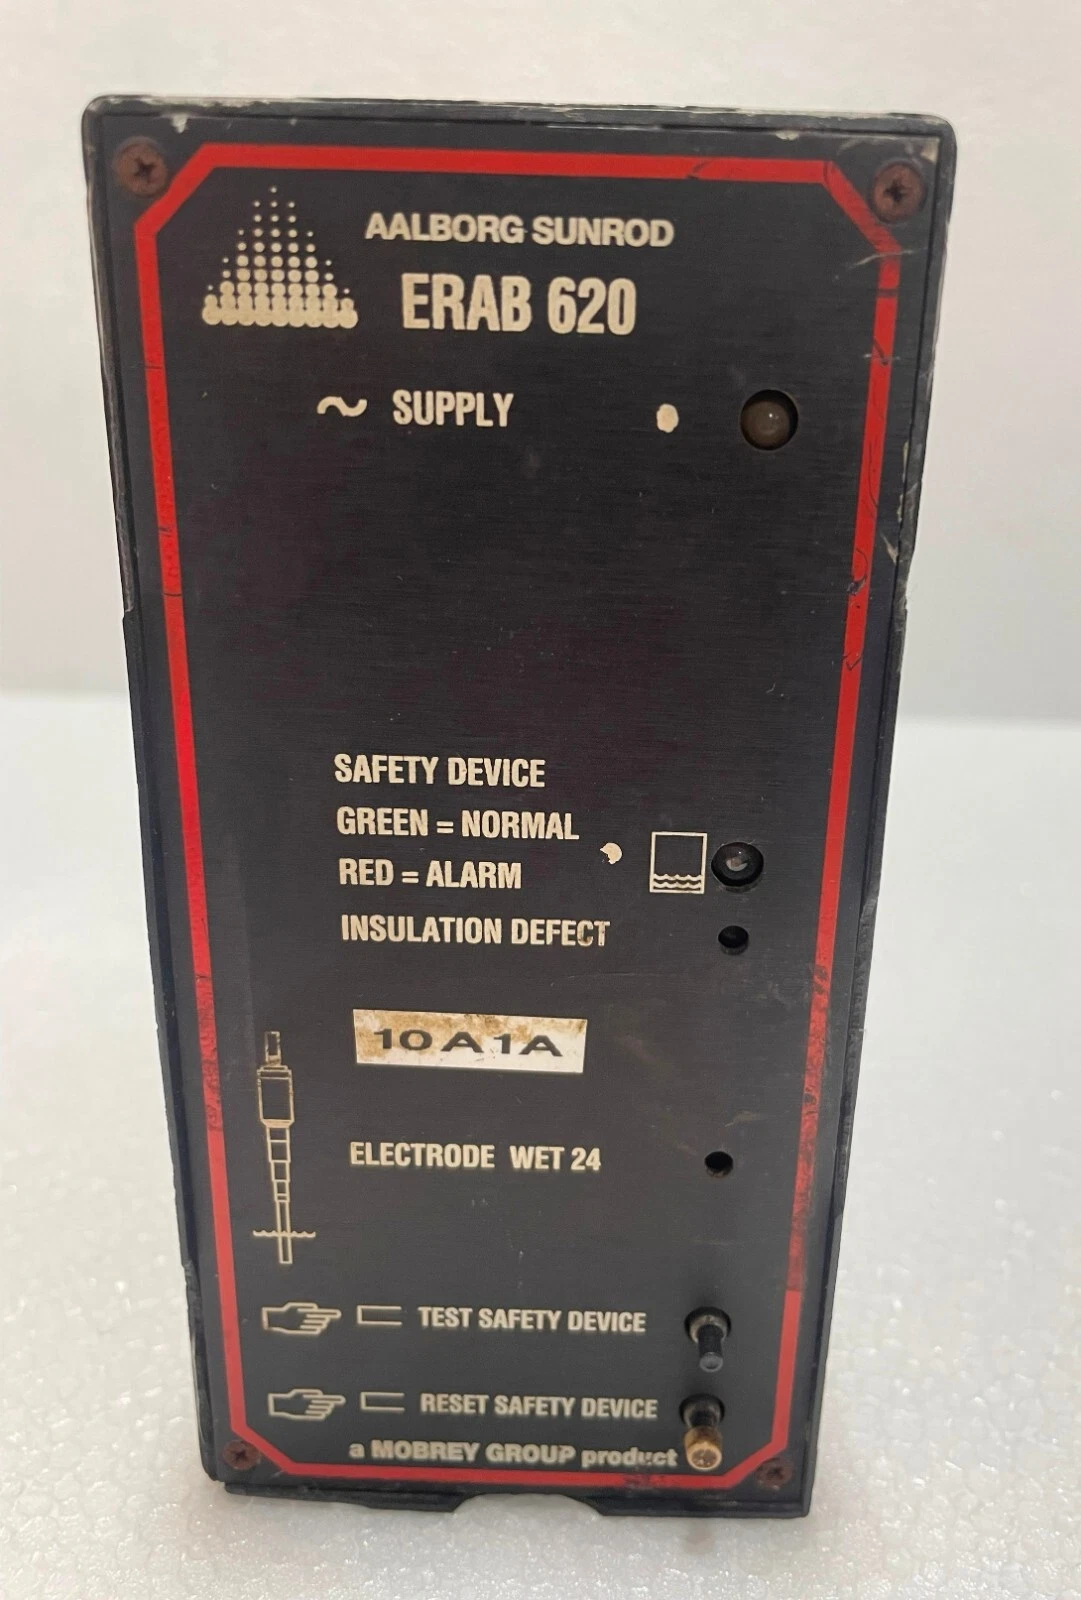 AALBORG SUNROD
ERAB 620
~ SUPPLY
SAFETY DEVICE
GREEN = NORMAL
RED = ALARM
INSULATION DEFECT
10A1A
ELECTRODE WET 24
TEST SAFETY DEVICE
RESET SAFETY DEVICE
a MOBREY GROUP product